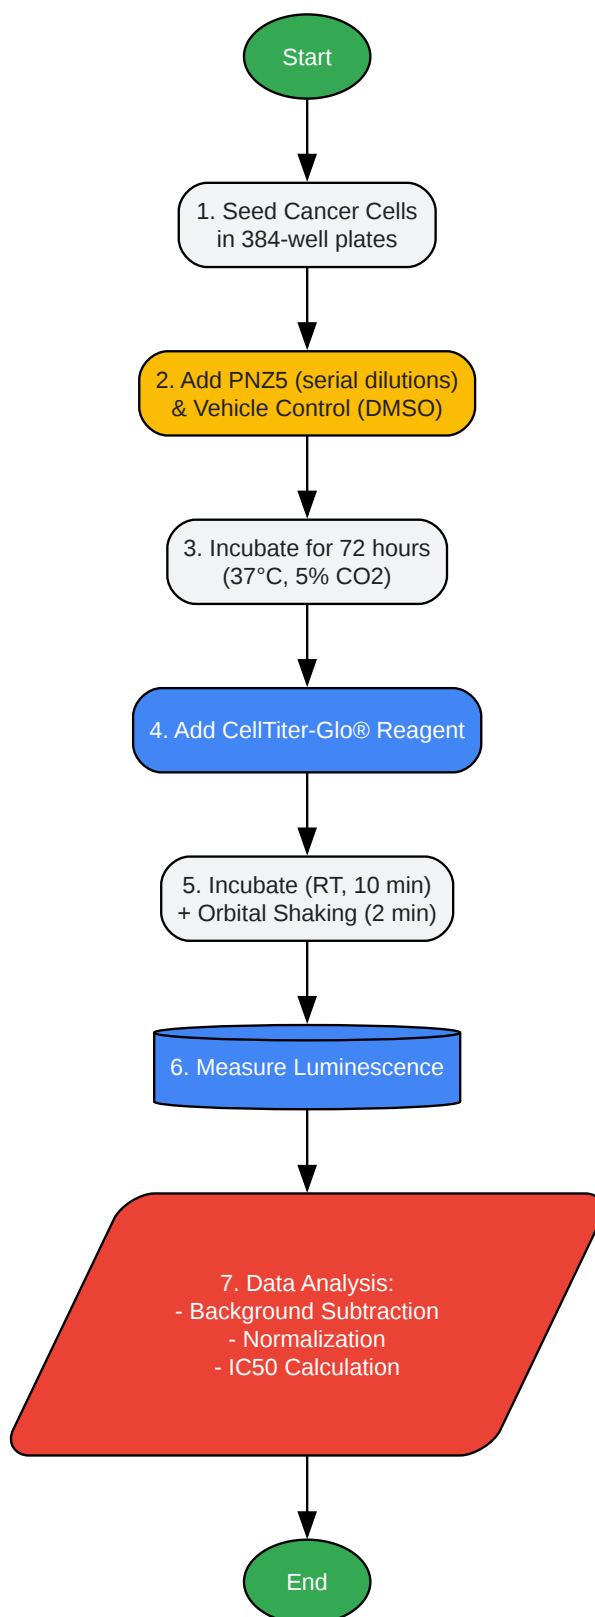 Start
1. Seed Cancer Cells
in 384-well plates
2. Add PNZ5 (serial dilutions)
& Vehicle Control (DMSO)
3. Incubate for 72 hours
(37°C, 5% CO2)
4. Add CellTiter-Glo® Reagent
5. Incubate (RT, 10 min)
+ Orbital Shaking (2 min)
6. Measure Luminescence
7. Data Analysis:
- Background Subtraction
- Normalization
- IC50 Calculation
End